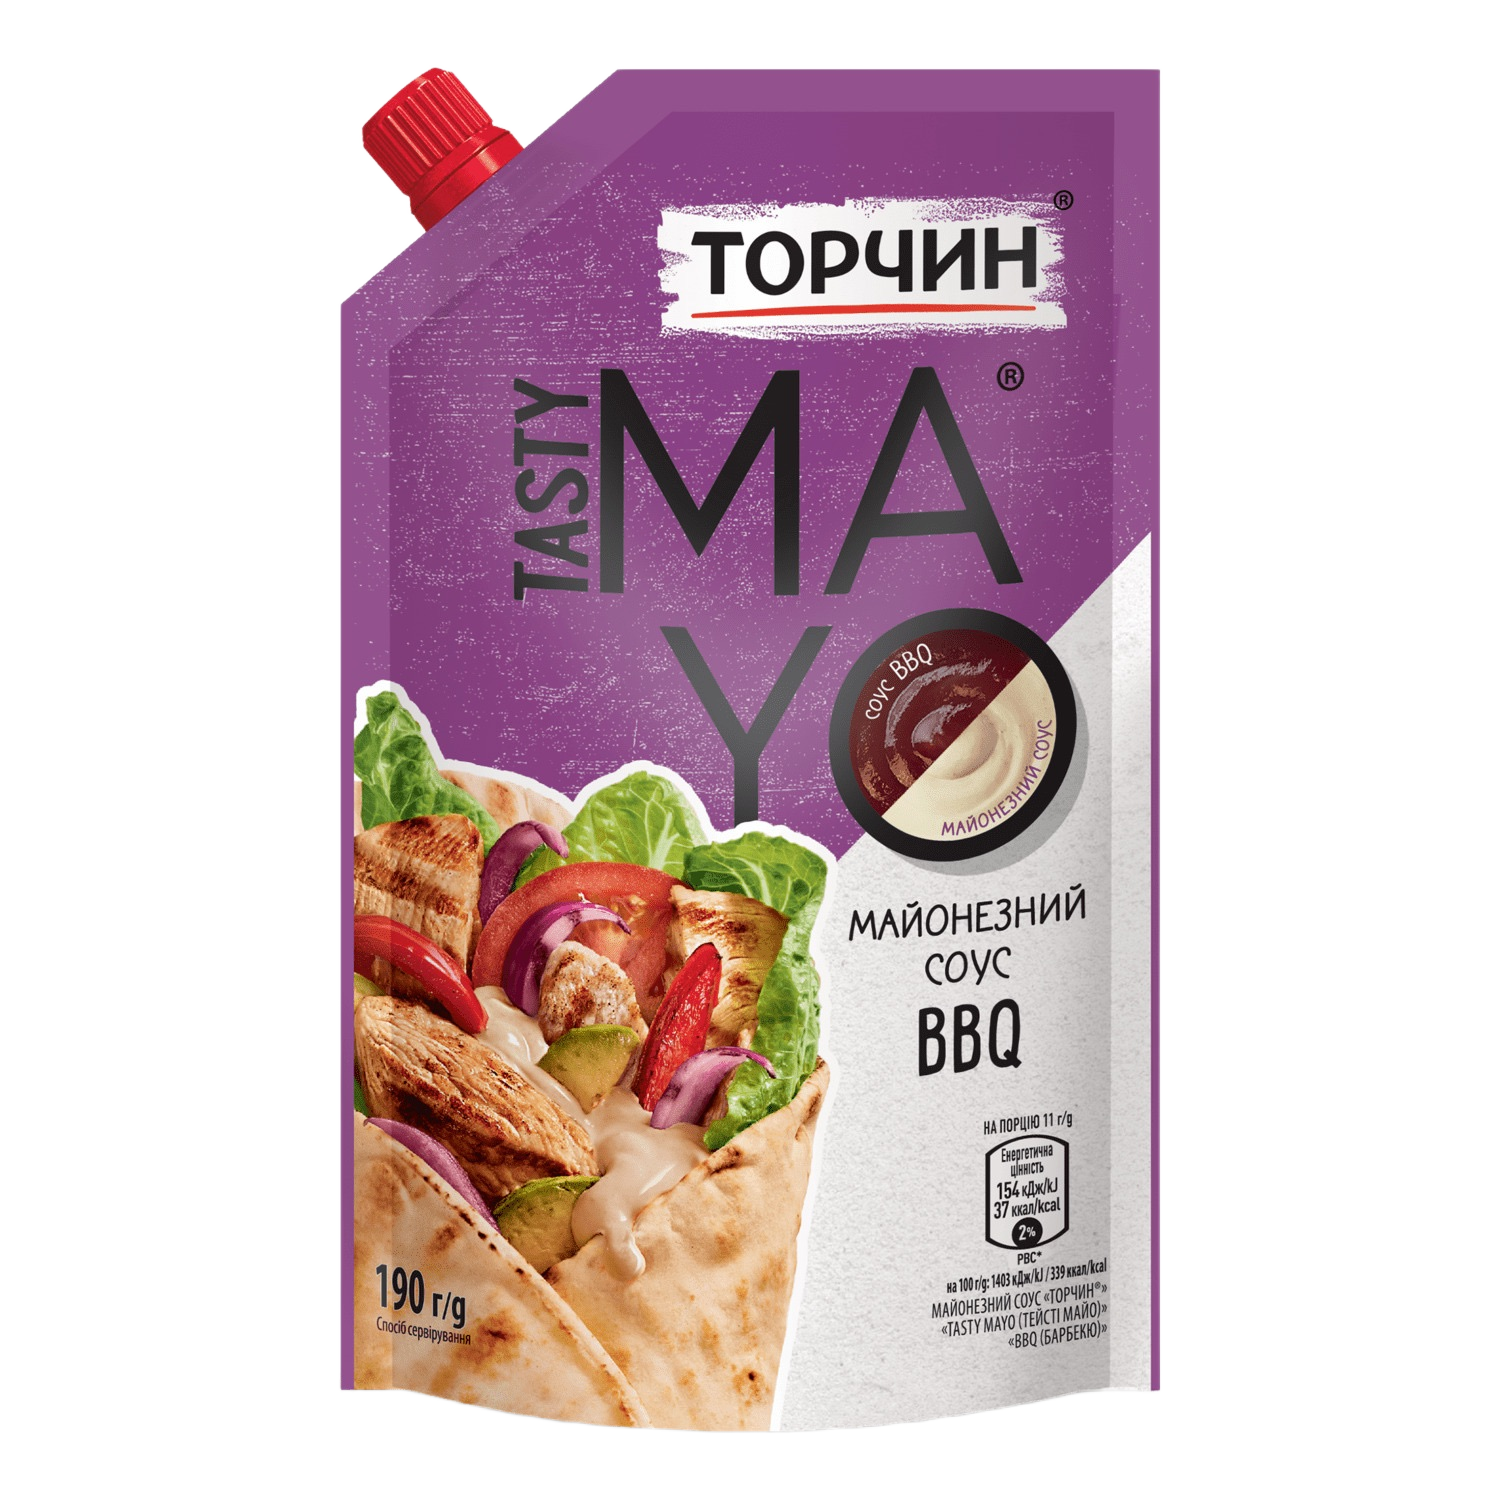 ТОРЧИН®
TASTY
MA®
YO
СОУС BBQ
МАЙОНЕЗНИЙ СОУС
МАЙОНЕЗНИЙ
СОУС
BBQ
НА ПОРЦІЮ 11 г/g
Енергетична
цінність
154 кДж/kJ
37 ккал/kcal
2%
РВС*
на 100 г/g: 1403 кДж/kJ / 339 ккал/kcal
МАЙОНЕЗНИЙ СОУС «ТОРЧИН®»
«TASTY MAYO (ТЕЙСТІ МАЙО)»
«BBQ (БАРБЕКЮ)»
190 г/g
Спосіб сервірування